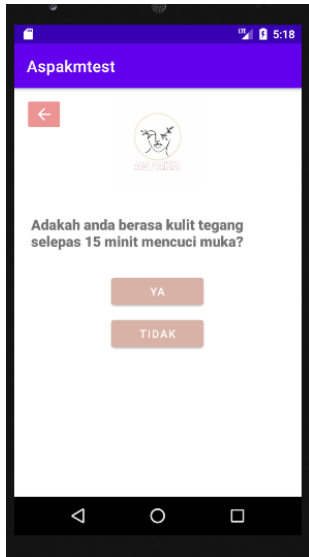 5:18
Aspakmtest
Adakah anda berasa kulit tegang
selepas 15 minit mencuci muka?
YA
TIDAK